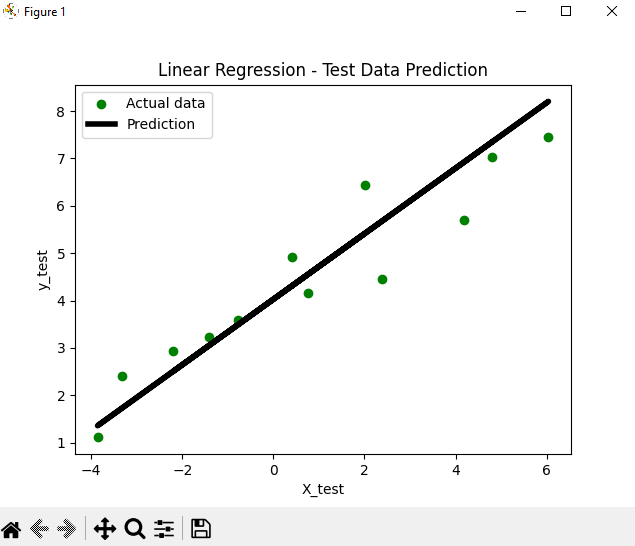 Figure 1
Linear Regression - Test Data Prediction
Actual data
Prediction
8
7
6
5
4
3
2
1
y_test
−4 −2 0 2 4 6
X_test